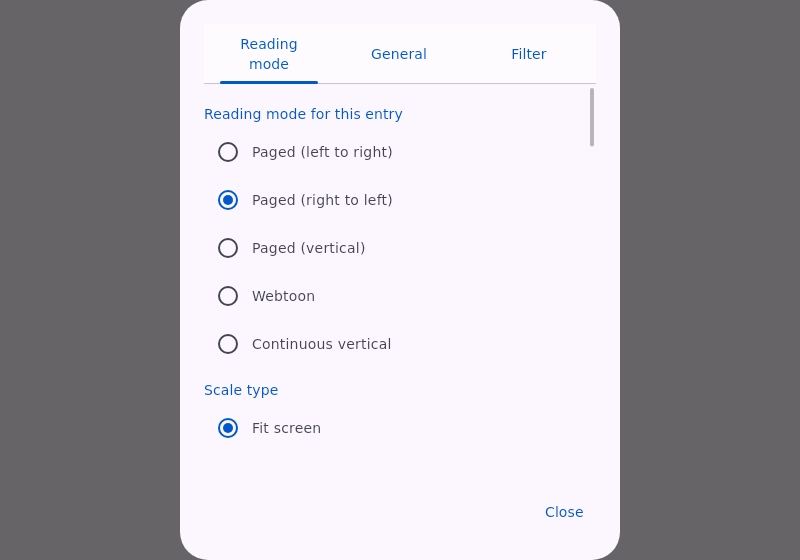 Reading
mode
General
Filter
Reading mode for this entry
Paged (left to right)
Paged (right to left)
Paged (vertical)
Webtoon
Continuous vertical
Scale type
Fit screen
Close